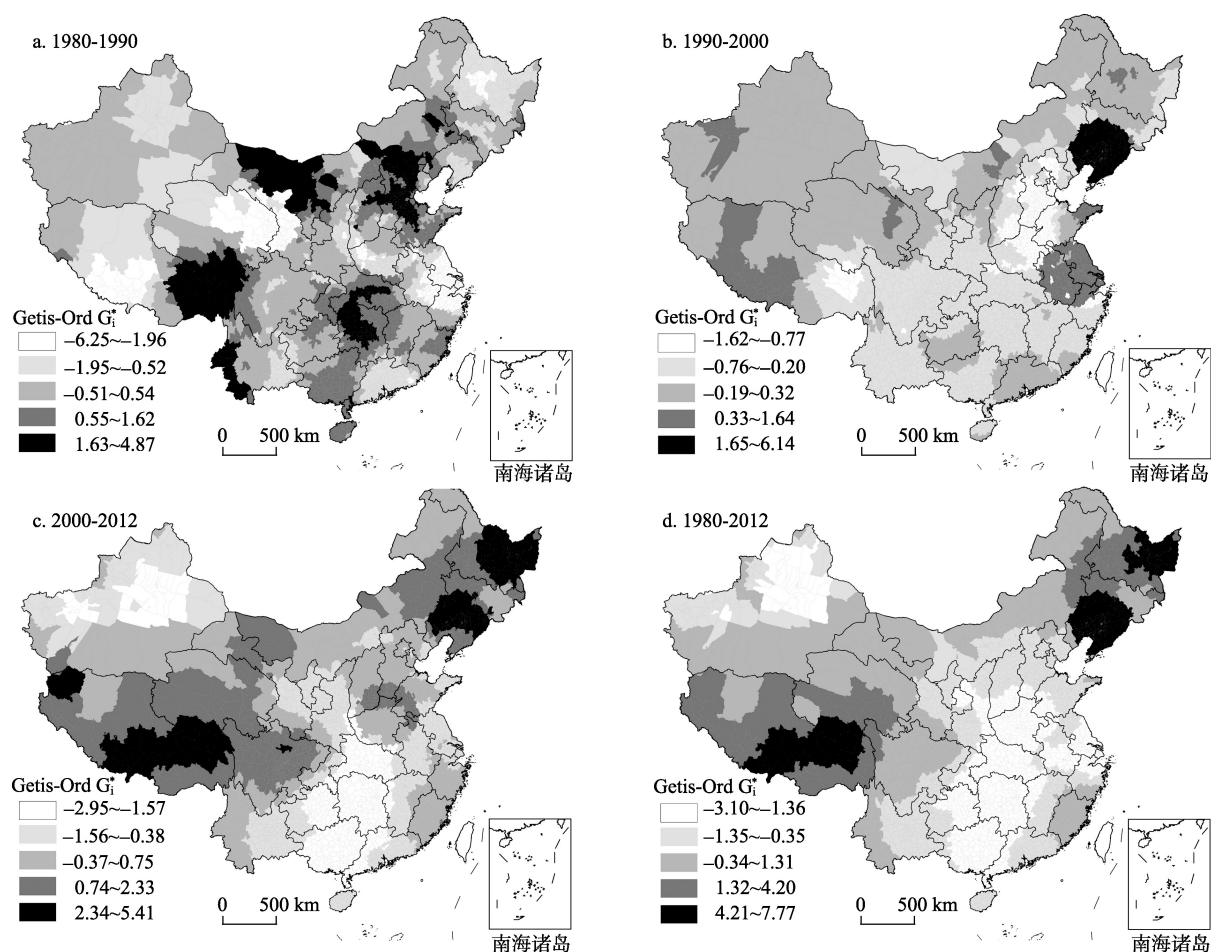 a. 1980-1990
Getis-Ord G*i
–6.25~–1.96
–1.95~–0.52
–0.51~0.54
0.55~1.62
1.63~4.87
0 500 km
南海诸岛
b. 1990-2000
Getis-Ord G*i
–1.62~–0.77
–0.76~–0.20
–0.19~0.32
0.33~1.64
1.65~6.14
0 500 km
南海诸岛
c. 2000-2012
Getis-Ord G*i
–2.95~–1.57
–1.56~–0.38
–0.37~0.75
0.74~2.33
2.34~5.41
0 500 km
南海诸岛
d. 1980-2012
Getis-Ord G*i
–3.10~–1.36
–1.35~–0.35
–0.34~1.31
1.32~4.20
4.21~7.77
0 500 km
南海诸岛